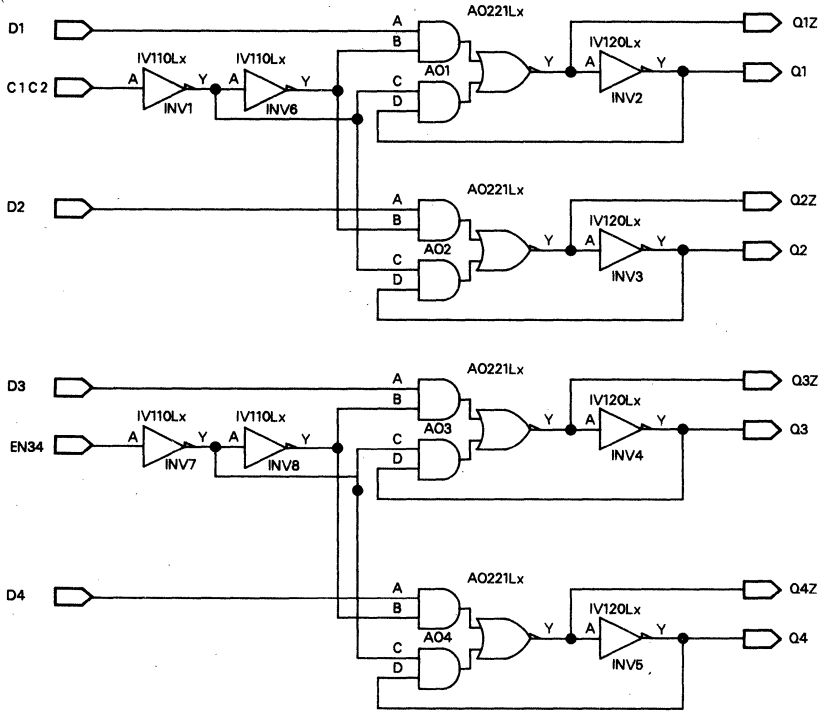 AO221Lx
D1
A
Q1Z
B
IV110Lx
IV110Lx
IV120Lx
C1C2
A
Y
A
Y
C
AO1
Y
A
Y
Q1
D
INV1
INV6
INV2
AO221Lx
D2
A
Q2Z
B
IV120Lx
AO2
Y
A
Y
Q2
C
D
INV3
AO221Lx
D3
A
Q3Z
B
IV110Lx
IV110Lx
IV120Lx
EN34
A
Y
A
Y
C
AO3
Y
A
Y
Q3
D
INV7
INV8
INV4
AO221Lx
D4
A
Q4Z
B
IV120Lx
AO4
Y
A
Y
Q4
C
D
INV5